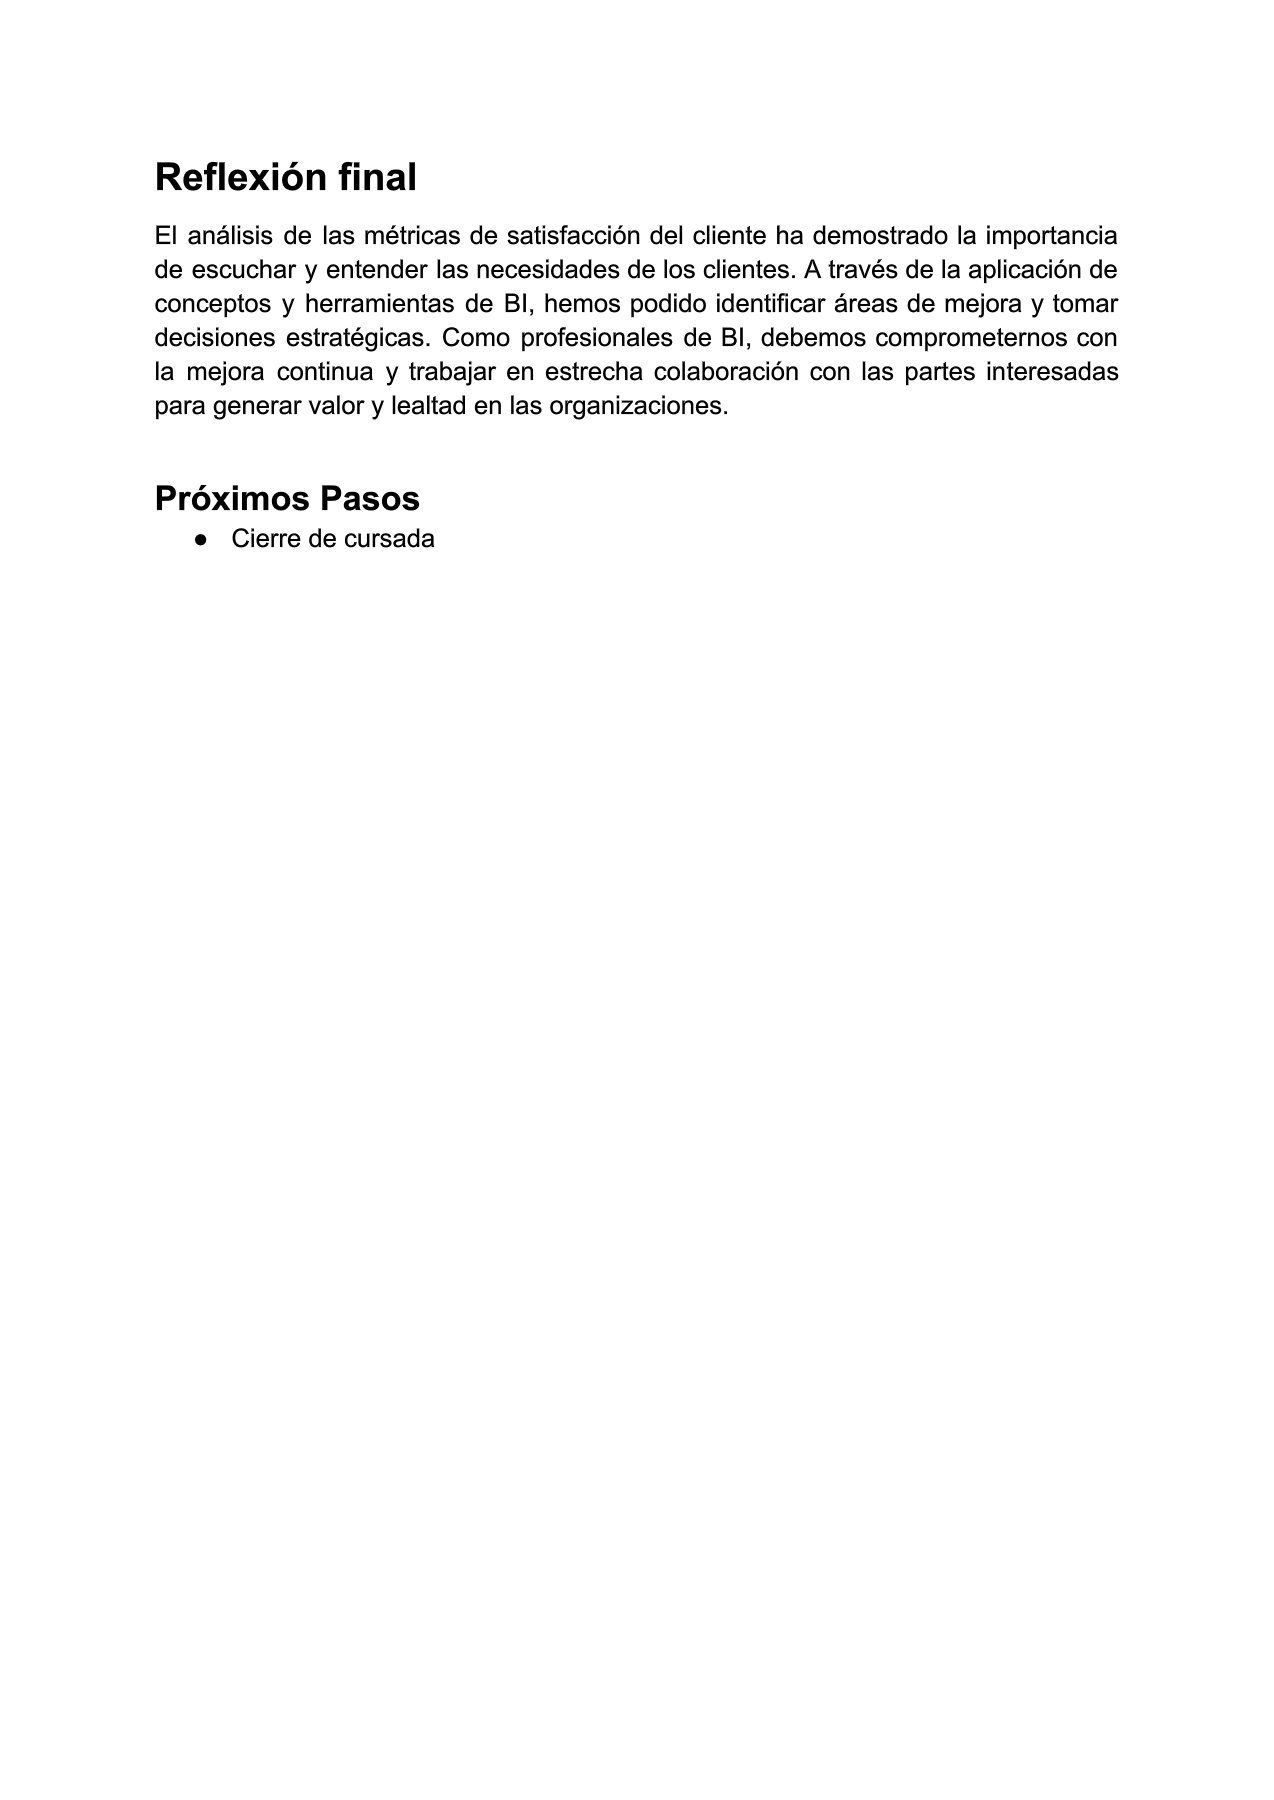 Reflexión final
El análisis de las métricas de satisfacción del cliente ha demostrado la importancia
de escuchar y entender las necesidades de los clientes. A través de la aplicación de
conceptos y herramientas de BI, hemos podido identificar áreas de mejora y tomar
decisiones estratégicas. Como profesionales de BI, debemos comprometernos con
la mejora continua y trabajar en estrecha colaboración con las partes interesadas
para generar valor y lealtad en las organizaciones.
Próximos Pasos
● Cierre de cursada